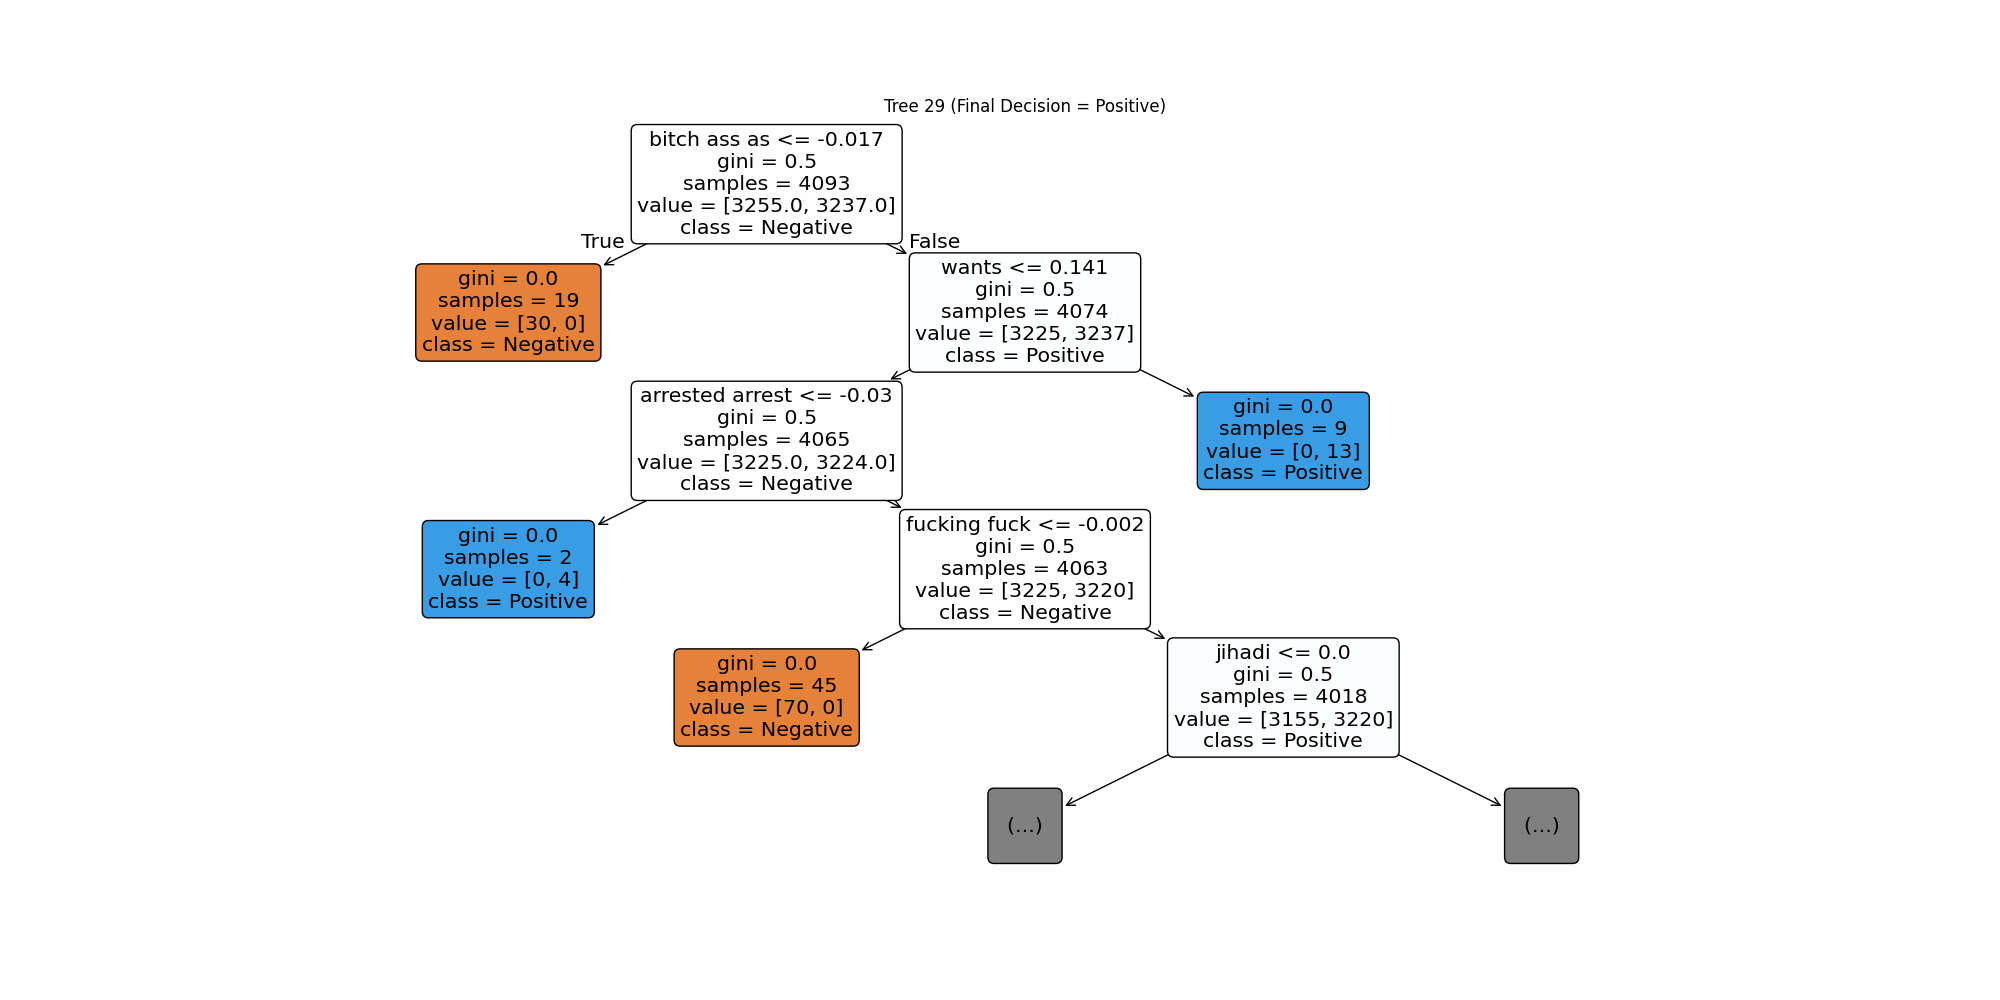 Tree 29 (Final Decision = Positive)
bitch ass as <= -0.017
gini = 0.5
samples = 4093
value = [3255.0, 3237.0]
class = Negative
True
False
gini = 0.0
samples = 19
value = [30, 0]
class = Negative
wants <= 0.141
gini = 0.5
samples = 4074
value = [3225, 3237]
class = Positive
arrested arrest <= -0.03
gini = 0.5
samples = 4065
value = [3225.0, 3224.0]
class = Negative
gini = 0.0
samples = 9
value = [0, 13]
class = Positive
gini = 0.0
samples = 2
value = [0, 4]
class = Positive
fucking fuck <= -0.002
gini = 0.5
samples = 4063
value = [3225, 3220]
class = Negative
gini = 0.0
samples = 45
value = [70, 0]
class = Negative
jihadi <= 0.0
gini = 0.5
samples = 4018
value = [3155, 3220]
class = Positive
(...)
(...)